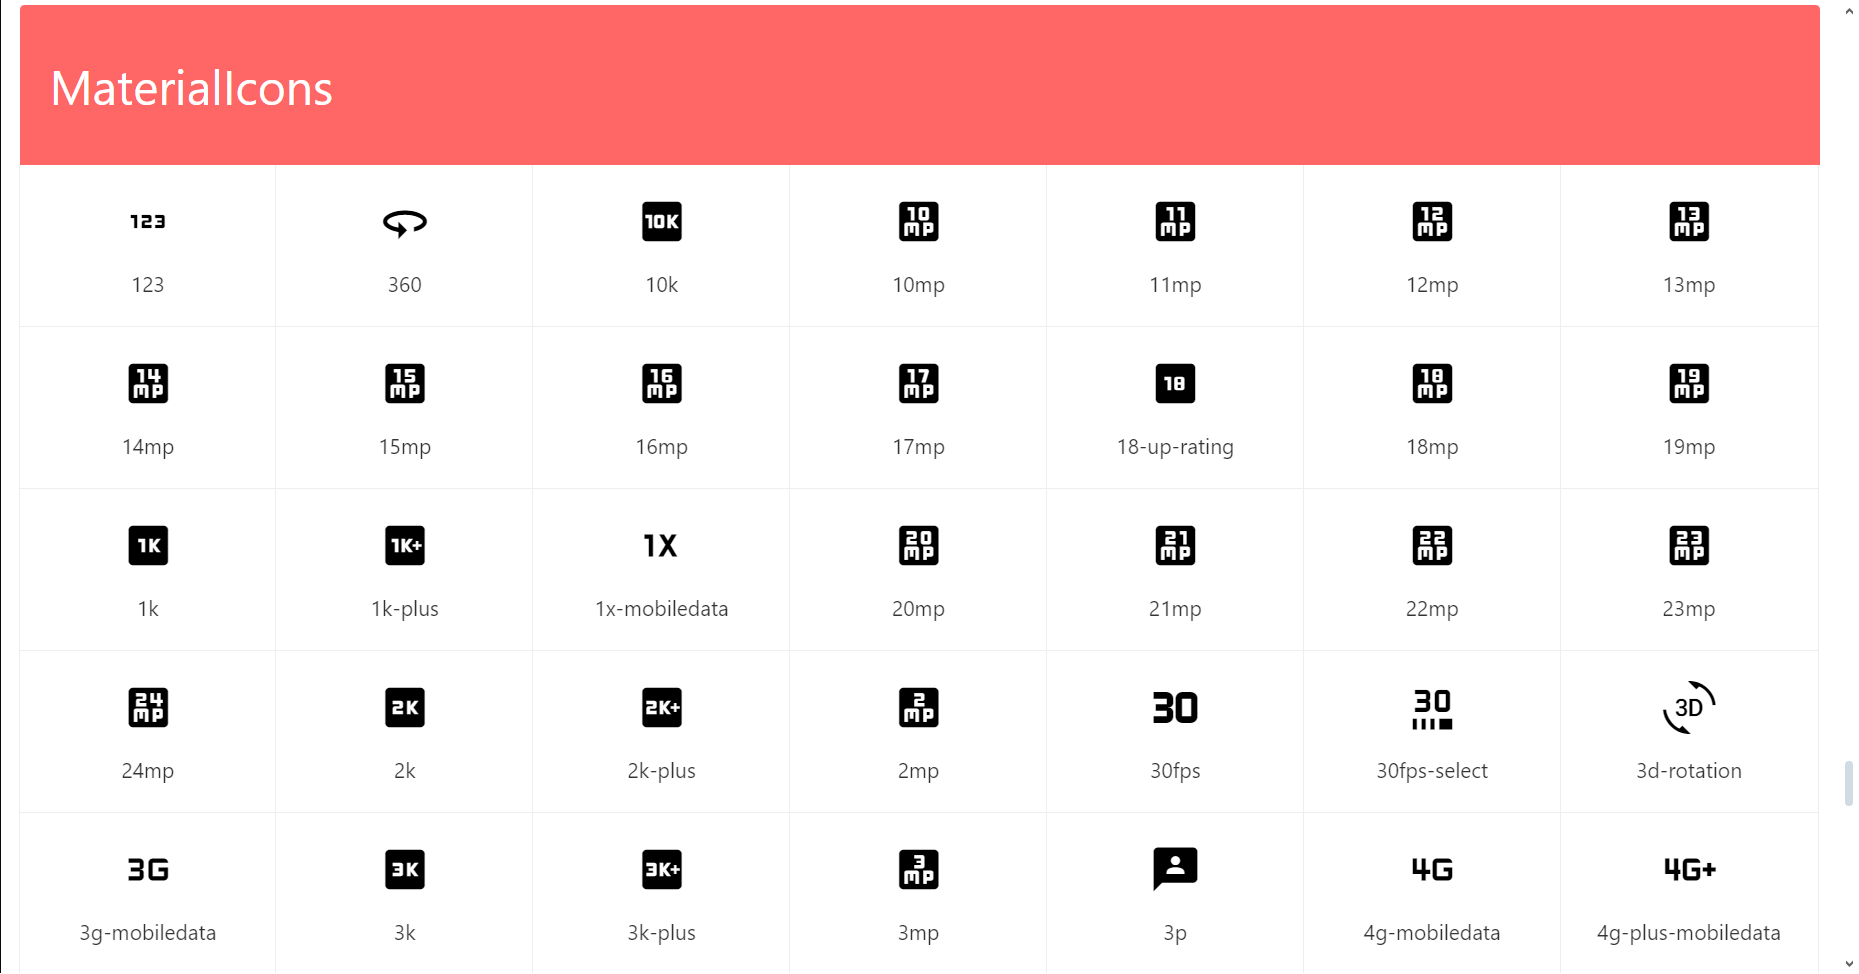 MaterialIcons
123
10K
10 MP
11 MP
12 MP
13 MP
123
360
10k
10mp
11mp
12mp
13mp
14 MP
15 MP
16 MP
17 MP
18
18 MP
19 MP
14mp
15mp
16mp
17mp
18-up-rating
18mp
19mp
1K
1K+
1X
20 MP
21 MP
22 MP
23 MP
1k
1k-plus
1x-mobiledata
20mp
21mp
22mp
23mp
24 MP
2K
2K+
2 MP
30
30
3D
24mp
2k
2k-plus
2mp
30fps
30fps-select
3d-rotation
3G
3K
3K+
3 MP
4G
4G+
3g-mobiledata
3k
3k-plus
3mp
3p
4g-mobiledata
4g-plus-mobiledata